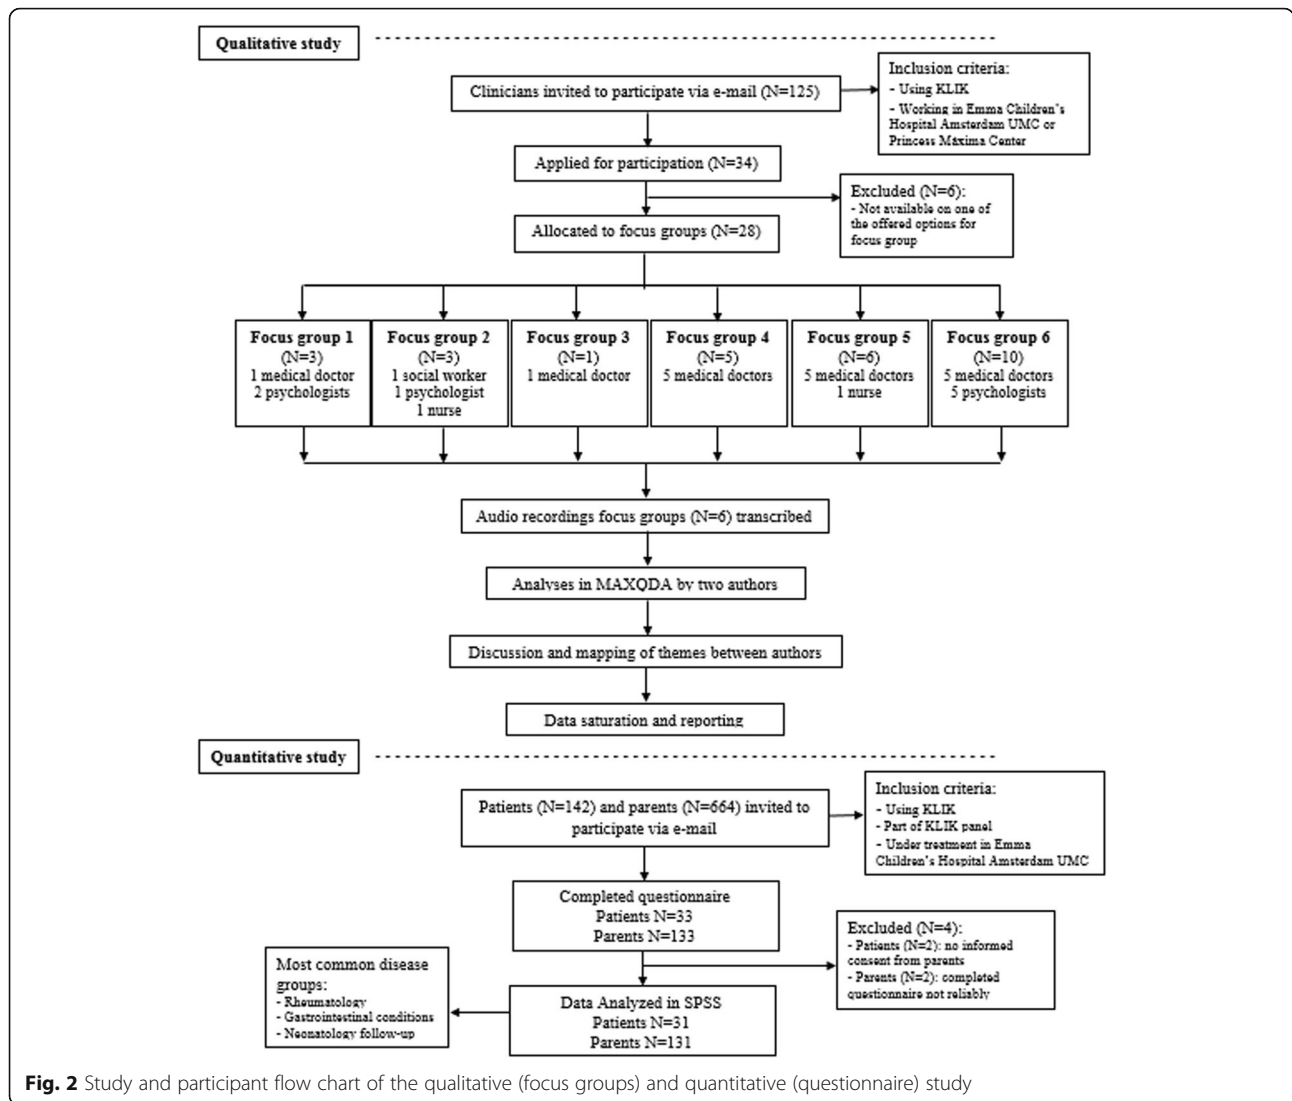 Qualitative study
Clinicians invited to participate via e-mail (N=125)
Inclusion criteria:
- Using KLIK
- Working in Emma Children's
Hospital Amsterdam UMC or
Princess Máxima Center
Applied for participation (N=34)
Excluded (N=6):
- Not available on one of
the offered options for
focus group
Allocated to focus groups (N=28)
Focus group 1
(N=3)
1 medical doctor
2 psychologists
Focus group 2
(N=3)
1 social worker
1 psychologist
1 nurse
Focus group 3
(N=1)
1 medical doctor
Focus group 4
(N=5)
5 medical doctors
Focus group 5
(N=6)
5 medical doctors
1 nurse
Focus group 6
(N=10)
5 medical doctors
5 psychologists
Audio recordings focus groups (N=6) transcribed
Analyses in MAXQDA by two authors
Discussion and mapping of themes between authors
Data saturation and reporting
Quantitative study
Patients (N=142) and parents (N=664) invited to
participate via e-mail
Inclusion criteria:
- Using KLIK
- Part of KLIK panel
- Under treatment in Emma
Children's Hospital Amsterdam UMC
Completed questionnaire
Patients N=33
Parents N=133
Excluded (N=4):
- Patients (N=2): no informed
consent from parents
- Parents (N=2): completed
questionnaire not reliably
Most common disease
groups:
- Rheumatology
- Gastrointestinal conditions
- Neonatology follow-up
Data Analyzed in SPSS
Patients N=31
Parents N=131
Fig. 2 Study and participant flow chart of the qualitative (focus groups) and quantitative (questionnaire) study